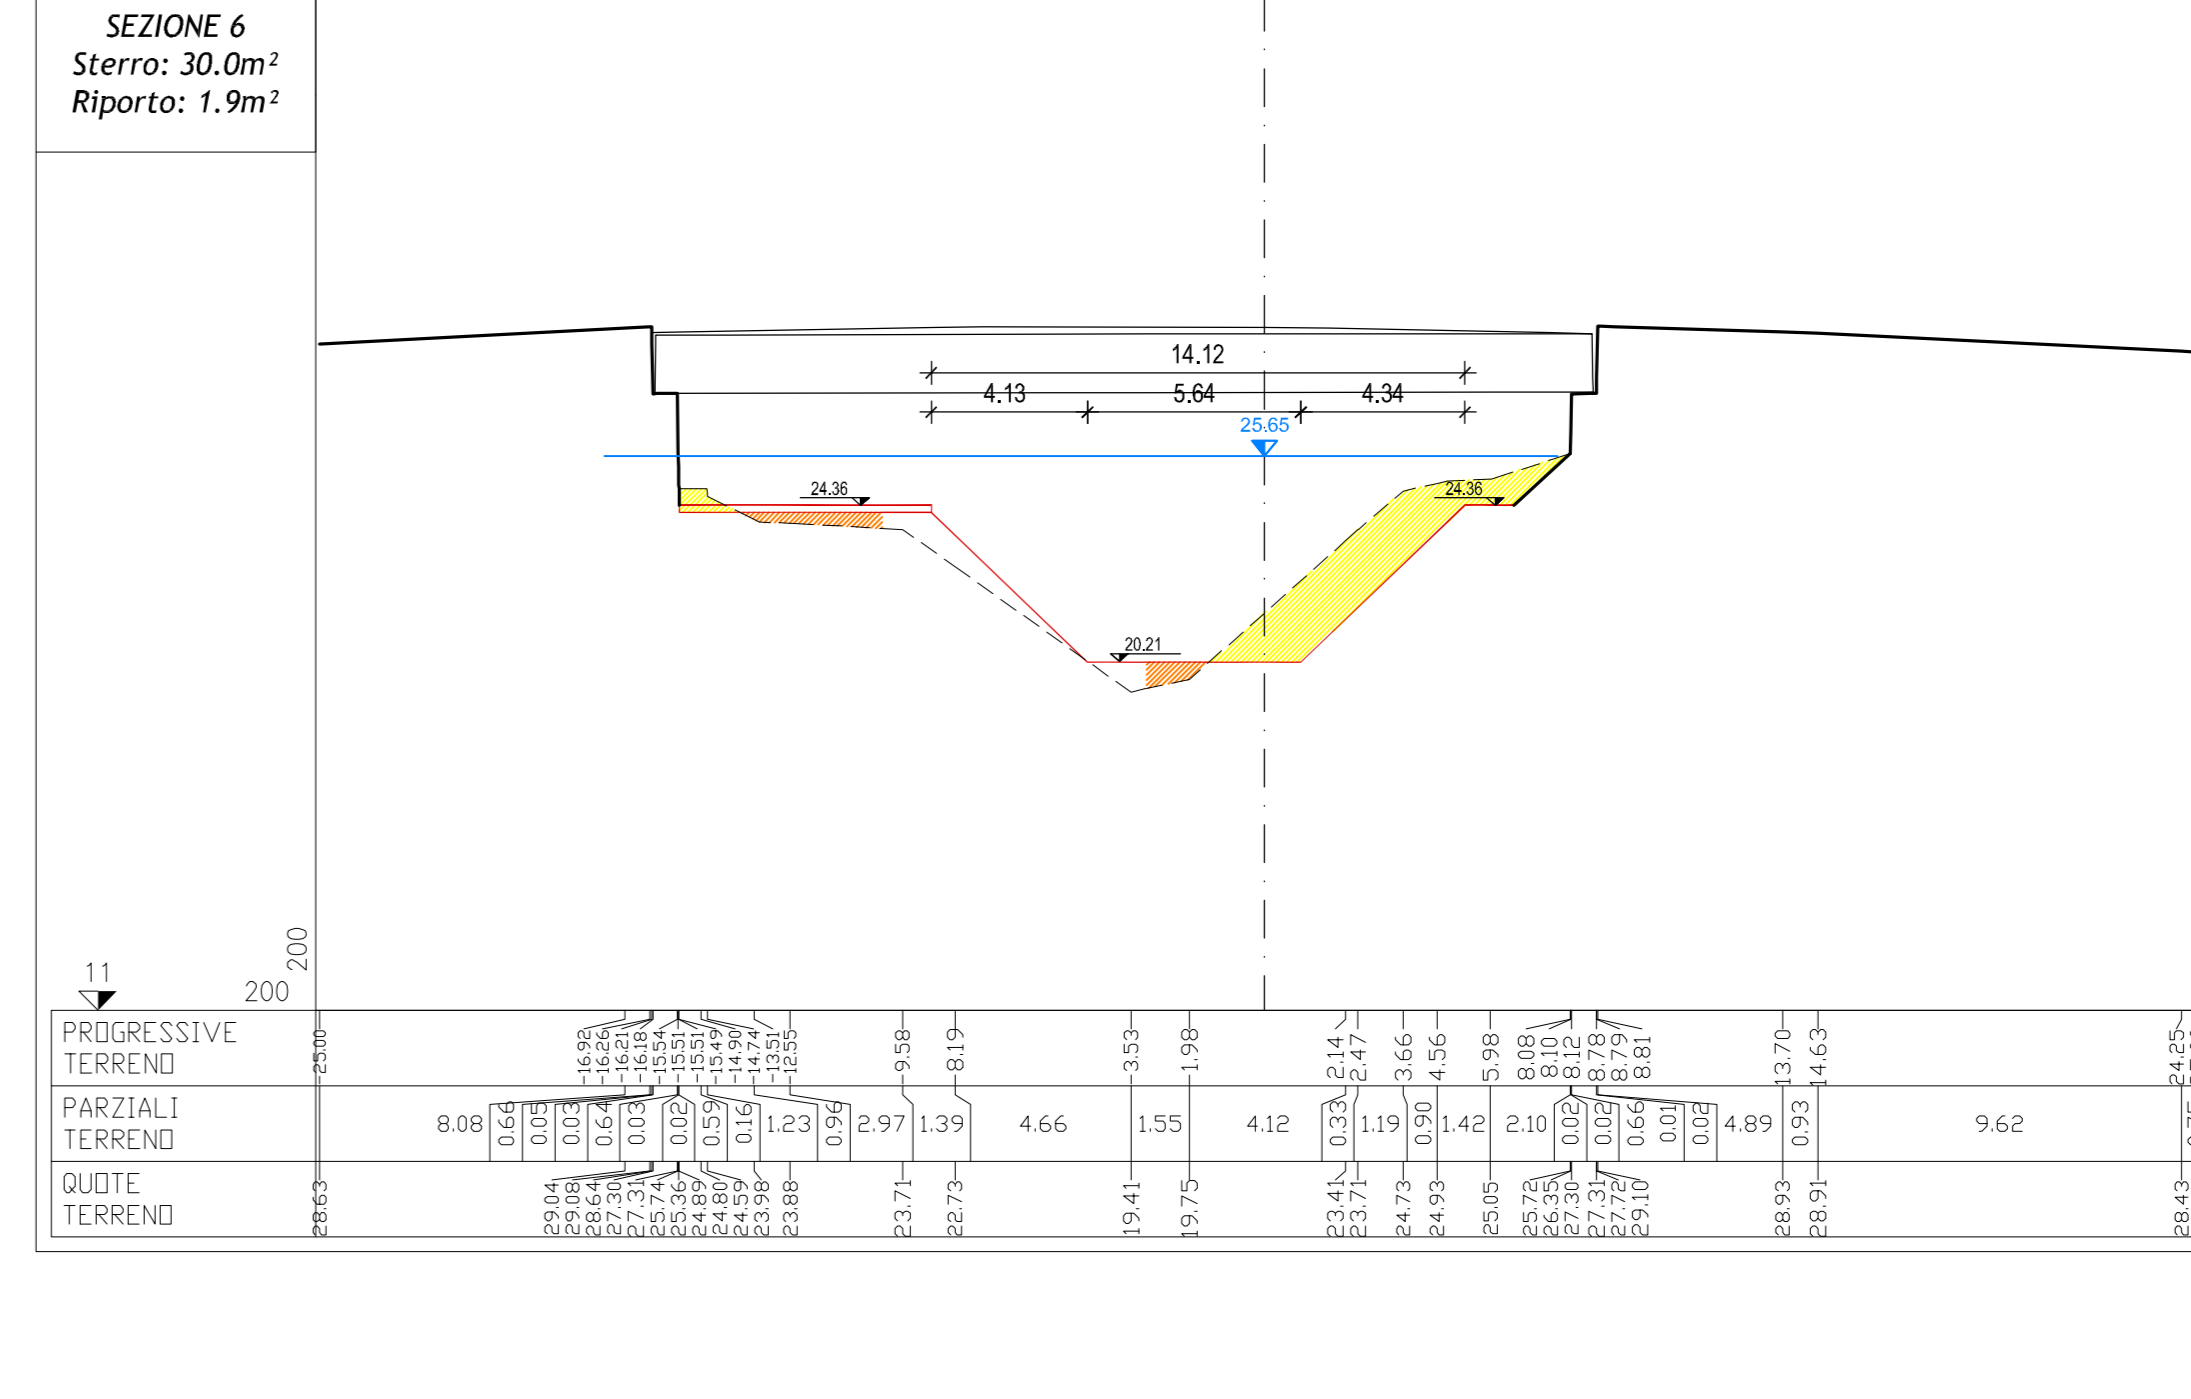 SEZIONE 6
Sterro: 30.0m²
Riporto: 1.9m²
14.12
4.13 5.64 4.34
25.65
24.36 24.36
20.21
200
11
200
PROGRESSIVE
TERRENO
-25.00 -16.92 -16.26 -16.21 -16.18 -15.54 -15.51 -15.51 -15.49 -14.90 -14.74 -13.51 -12.55 -9.58 -8.19 -3.53 -1.98 2.14 2.47 3.66 4.56 5.98 8.08 8.10 8.12 8.78 8.79 8.81 13.70 14.63 24.25
PARZIALI
TERRENO
8.08 0.66 0.05 0.03 0.64 0.03 0.02 0.59 0.16 1.23 0.96 2.97 1.39 4.66 1.55 4.12 0.33 1.19 0.90 1.42 2.10 0.02 0.02 0.66 0.01 0.02 4.89 0.93 9.62
QUOTE
TERRENO
28.63 29.04 29.08 28.64 27.30 27.31 25.74 25.36 24.89 24.80 24.59 23.98 23.88 23.71 22.73 19.41 19.75 23.41 23.71 24.73 24.93 25.05 25.72 26.35 27.30 27.31 27.72 29.10 28.93 28.91 28.43